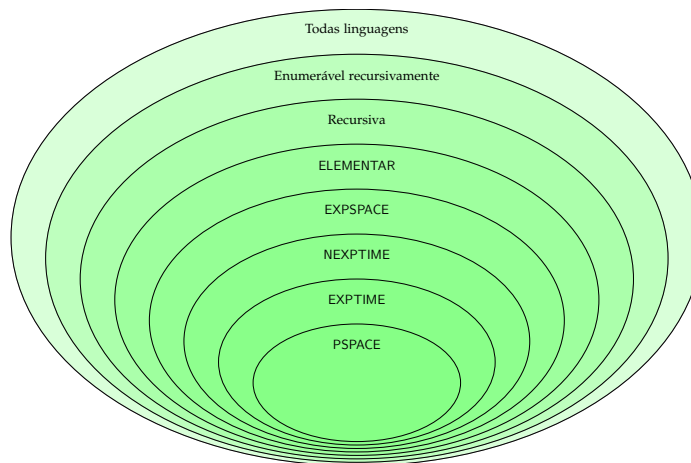 Todas linguagens
Enumerável recursivamente
Recursiva
ELEMENTAR
EXPSPACE
NEXPTIME
EXPTIME
PSPACE